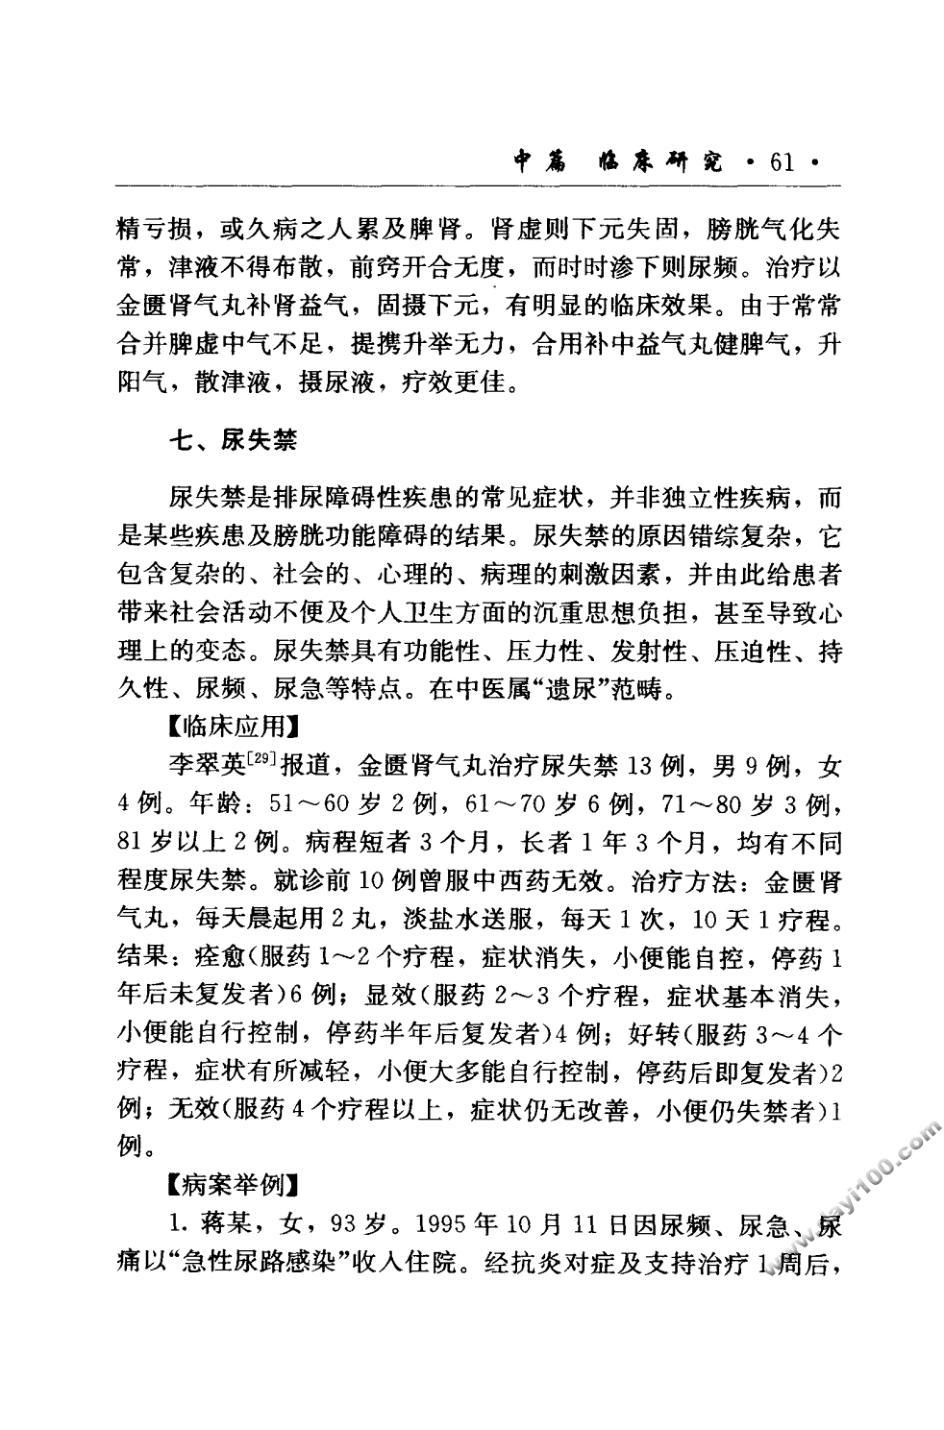 中篇 临床研究 · 61 ·
精亏损，或久病之人累及脾肾。肾虚则下元失固，膀胱气化失
常，津液不得布散，前窍开合无度，而时时渗下则尿频。治疗以
金匮肾气丸补肾益气，固摄下元，有明显的临床效果。由于常常
合并脾虚中气不足，提携升举无力，合用补中益气丸健脾气，升
阳气，散津液，摄尿液，疗效更佳。
七、尿失禁
尿失禁是排尿障碍性疾患的常见症状，并非独立性疾病，而
是某些疾患及膀胱功能障碍的结果。尿失禁的原因错综复杂，它
包含复杂的、社会的、心理的、病理的刺激因素，并由此给患者
带来社会活动不便及个人卫生方面的沉重思想负担，甚至导致心
理上的变态。尿失禁具有功能性、压力性、发射性、压迫性、持
久性、尿频、尿急等特点。在中医属“遗尿”范畴。
【临床应用】
李翠英[29]报道，金匮肾气丸治疗尿失禁 13 例，男 9 例，女
4 例。年龄：51～60 岁 2 例，61～70 岁 6 例，71～80 岁 3 例，
81 岁以上 2 例。病程短者 3 个月，长者 1 年 3 个月，均有不同
程度尿失禁。就诊前 10 例曾服中西药无效。治疗方法：金匮肾
气丸，每天晨起用 2 丸，淡盐水送服，每天 1 次，10 天 1 疗程。
结果：痊愈(服药 1～2 个疗程，症状消失，小便能自控，停药 1
年后未复发者)6 例；显效(服药 2～3 个疗程，症状基本消失，
小便能自行控制，停药半年后复发者)4 例；好转(服药 3～4 个
疗程，症状有所减轻，小便大多能自行控制，停药后即复发者)2
例；无效(服药 4 个疗程以上，症状仍无改善，小便仍失禁者)1
例。
【病案举例】
1. 蒋某，女，93 岁。1995 年 10 月 11 日因尿频、尿急、尿
痛以“急性尿路感染”收入住院。经抗炎对症及支持治疗 1 周后，
www.dayi100.com